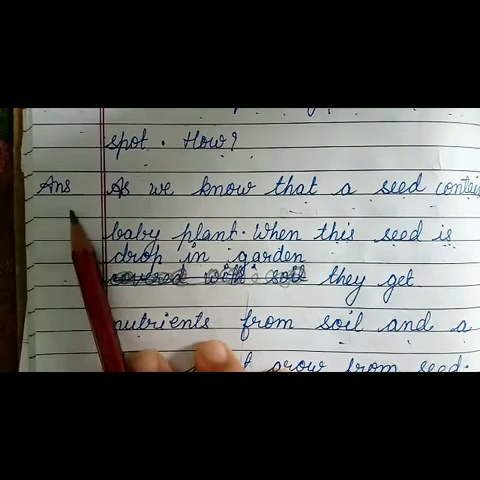 spot. How?
Ans As we know that a seed contain
baby plant. When this seed is
drop in garden
they get
nutrients from soil and a
grow from seed.